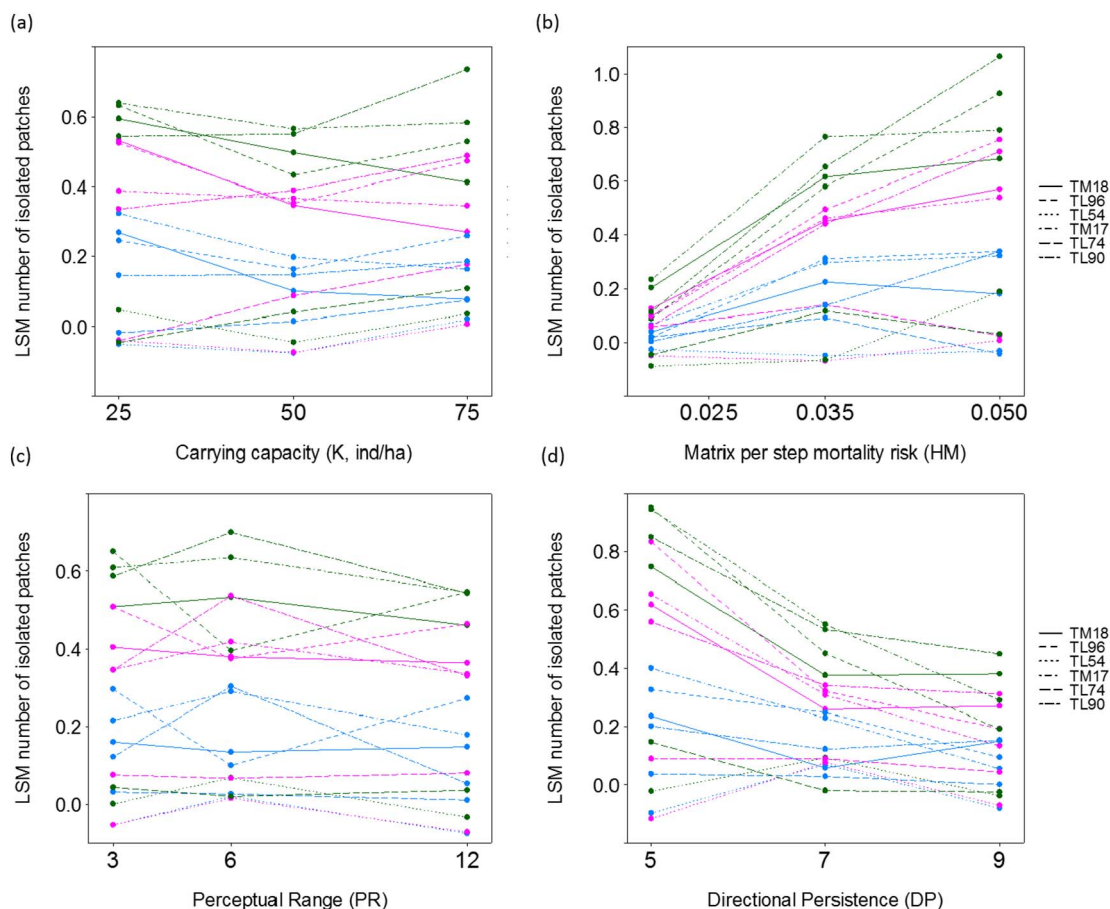 (a)
(b)
LSM number of isolated patches
0.6
0.4
0.2
0.0
25
50
75
Carrying capacity (K, ind/ha)
LSM number of isolated patches
1.0
0.8
0.6
0.4
0.2
0.0
0.025
0.035
0.050
Matrix per step mortality risk (HM)
TM18
TL96
TL54
TM17
TL74
TL90
(c)
(d)
LSM number of isolated patches
0.6
0.4
0.2
0.0
3
6
12
Perceptual Range (PR)
LSM number of isolated patches
0.8
0.6
0.4
0.2
0.0
5
7
9
Directional Persistence (DP)
TM18
TL96
TL54
TM17
TL74
TL90